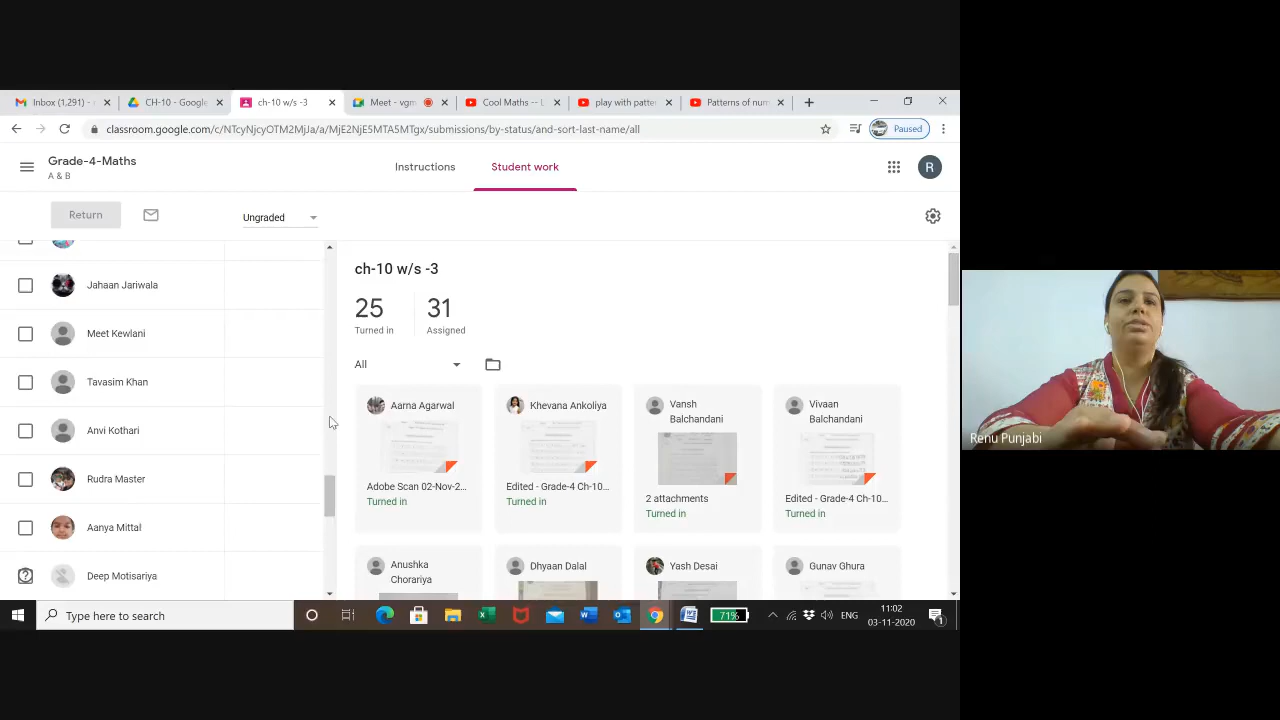 Inbox (1,291) -
CH-10 - Google
ch-10 w/s -3
Meet - vgm
Cool Maths -- L
play with patte
Patterns of num
classroom.google.com/c/NTcyNjcyOTM2MjJa/a/MjE2NjE5MTA5MTgx/submissions/by-status/and-sort-last-name/all
Paused
Grade-4-Maths
A & B
Instructions
Student work
R
Return
Ungraded
Jahaan Jariwala
Meet Kewlani
Tavasim Khan
Anvi Kothari
Rudra Master
Aanya Mittal
Deep Motisariya
ch-10 w/s -3
25
31
Turned in
Assigned
All
Aarna Agarwal
Adobe Scan 02-Nov-2...
Turned in
Khevana Ankoliya
Edited - Grade-4 Ch-10...
Turned in
Vansh
Balchandani
2 attachments
Turned in
Vivaan
Balchandani
Edited - Grade-4 Ch-10...
Turned in
Anushka
Chorariya
Dhyaan Dalal
Yash Desai
Gunav Ghura
Renu Punjabi
Type here to search
71%
ENG
11:02
03-11-2020
1